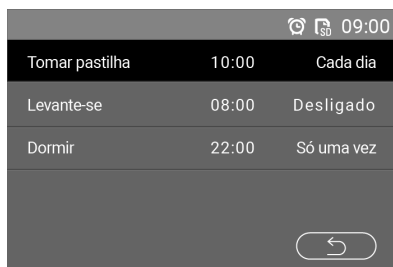 SD 09:00
Tomar pastilha 10:00 Cada dia
Levante-se 08:00 Desligado
Dormir 22:00 Só uma vez